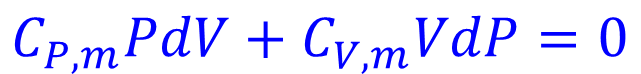 $C_{P,m}PdV + C_{V,m}VdP = 0$